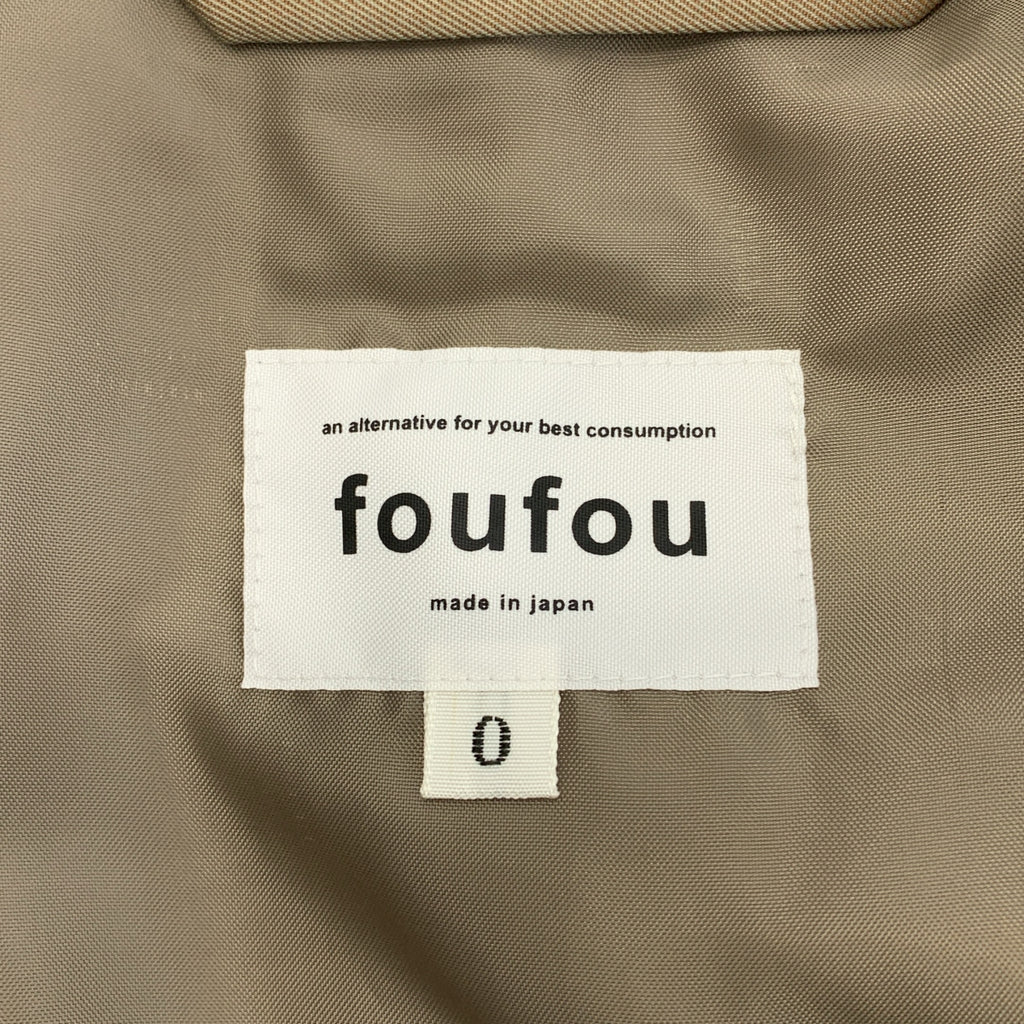 an alternative for your best consumption
foufou
made in japan
0